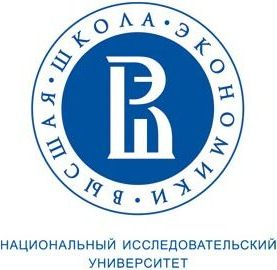 ВЫСШАЯ · ШКОЛА · ЭКОНОМИКИ ·
НАЦИОНАЛЬНЫЙ ИССЛЕДОВАТЕЛЬСКИЙ
УНИВЕРСИТЕТ